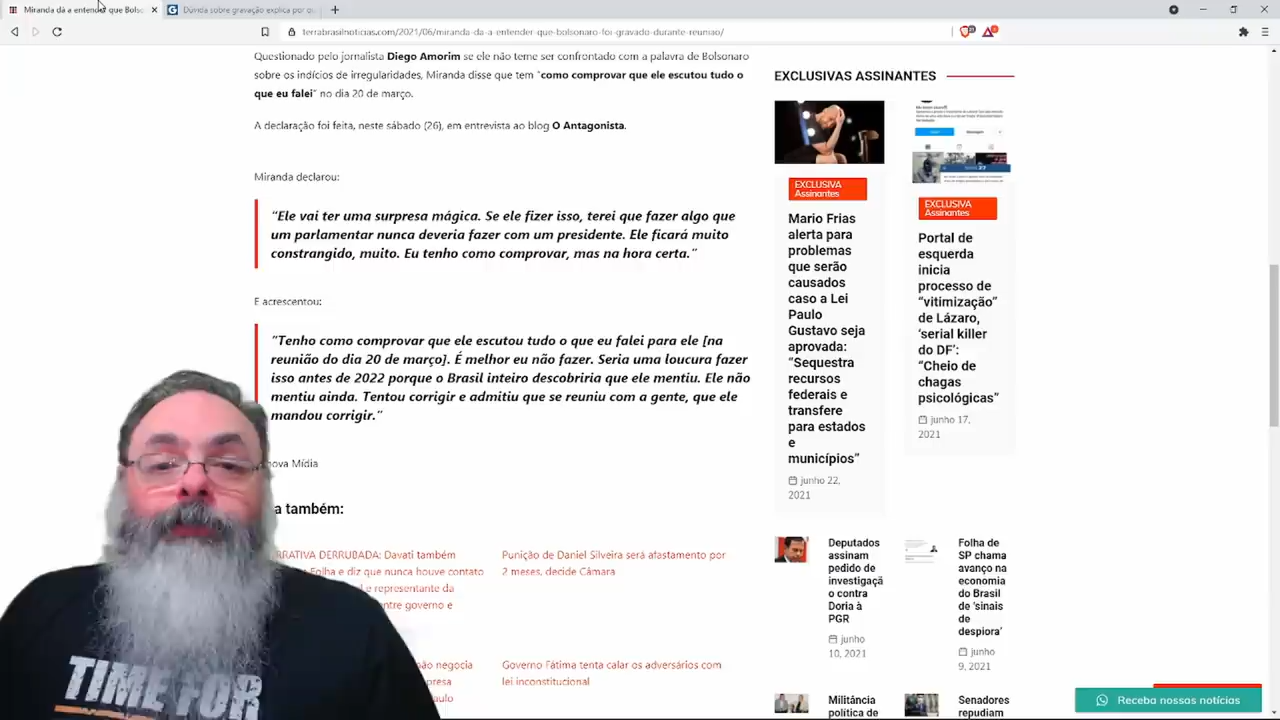 Miranda dá a entender que Bolso
Dúvida sobre gravação explica por qu
terrabrasilnoticias.com/2021/06/miranda-da-a-entender-que-bolsonaro-foi-gravado-durante-reuniao/
Questionado pelo jornalista Diego Amorim se ele não teme ser confrontado com a palavra de Bolsonaro
sobre os indícios de irregularidades, Miranda disse que tem "como comprovar que ele escutou tudo o
que eu falei" no dia 20 de março.
foi feita, neste sábado (26), em entrevista ao blog O Antagonista.
Miranda declarou:
"Ele vai ter uma surpresa mágica. Se ele fizer isso, terei que fazer algo que
um parlamentar nunca deveria fazer com um presidente. Ele ficará muito
constrangido, muito. Eu tenho como comprovar, mas na hora certa."
E acrescentou:
"Tenho como comprovar que ele escutou tudo o que eu falei para ele [na
reunião do dia 20 de março]. É melhor eu não fazer. Seria uma loucura fazer
isso antes de 2022 porque o Brasil inteiro descobriria que ele mentiu. Ele não
mentiu ainda. Tentou corrigir e admitiu que se reuniu com a gente, que ele
mandou corrigir."
nova Mídia
a também:
RRATIVA DERRUBADA: Davati também
Folha e diz que nunca houve contato
l e representante da
entre governo e
Punição de Daniel Silveira será afastamento por
2 meses, decide Câmara
não negocia
presa
aulo
Governo Fátima tenta calar os adversários com
lei inconstitucional
EXCLUSIVAS ASSINANTES
EXCLUSIVA
Assinantes
Mario Frias
alerta para
problemas
que serão
causados
caso a Lei
Paulo
Gustavo seja
aprovada:
"Sequestra
recursos
federais e
transfere
para estados
e
municípios"
junho 22,
2021
EXCLUSIVA
Assinantes
Portal de
esquerda
inicia
processo de
"vitimização"
de Lázaro,
'serial killer
do DF':
"Cheio de
chagas
psicológicas"
junho 17,
2021
Deputados
assinam
pedido de
investigaçã
o contra
Doria à
PGR
junho
10, 2021
Folha de
SP chama
avanço na
economia
do Brasil
de 'sinais
de
despiora'
junho
9, 2021
Militância
política de
Senadores
repudiam
Receba nossas notícias